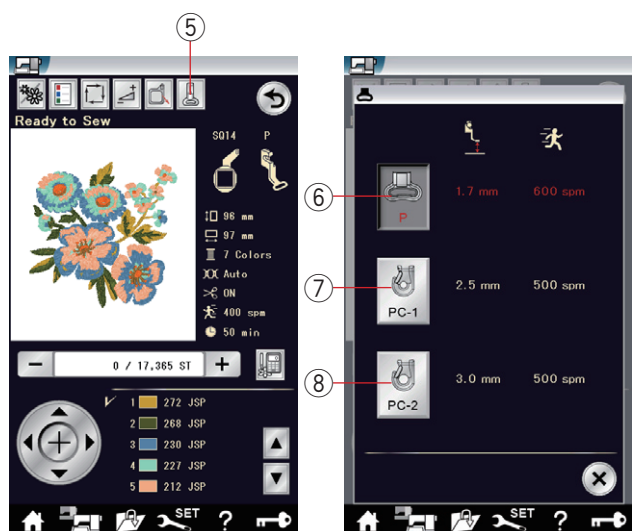 ⑤
Ready to Sew
SQ14 P
96 mm
97 mm
7 Colors
Auto
ON
400 spm
50 min
− 0 / 17,365 ST +
1 272 JSP
2 268 JSP
3 230 JSP
4 227 JSP
5 212 JSP
SET ?
⑥
P 1.7 mm 600 spm
⑦
PC-1 2.5 mm 500 spm
⑧
PC-2 3.0 mm 500 spm
SET ?